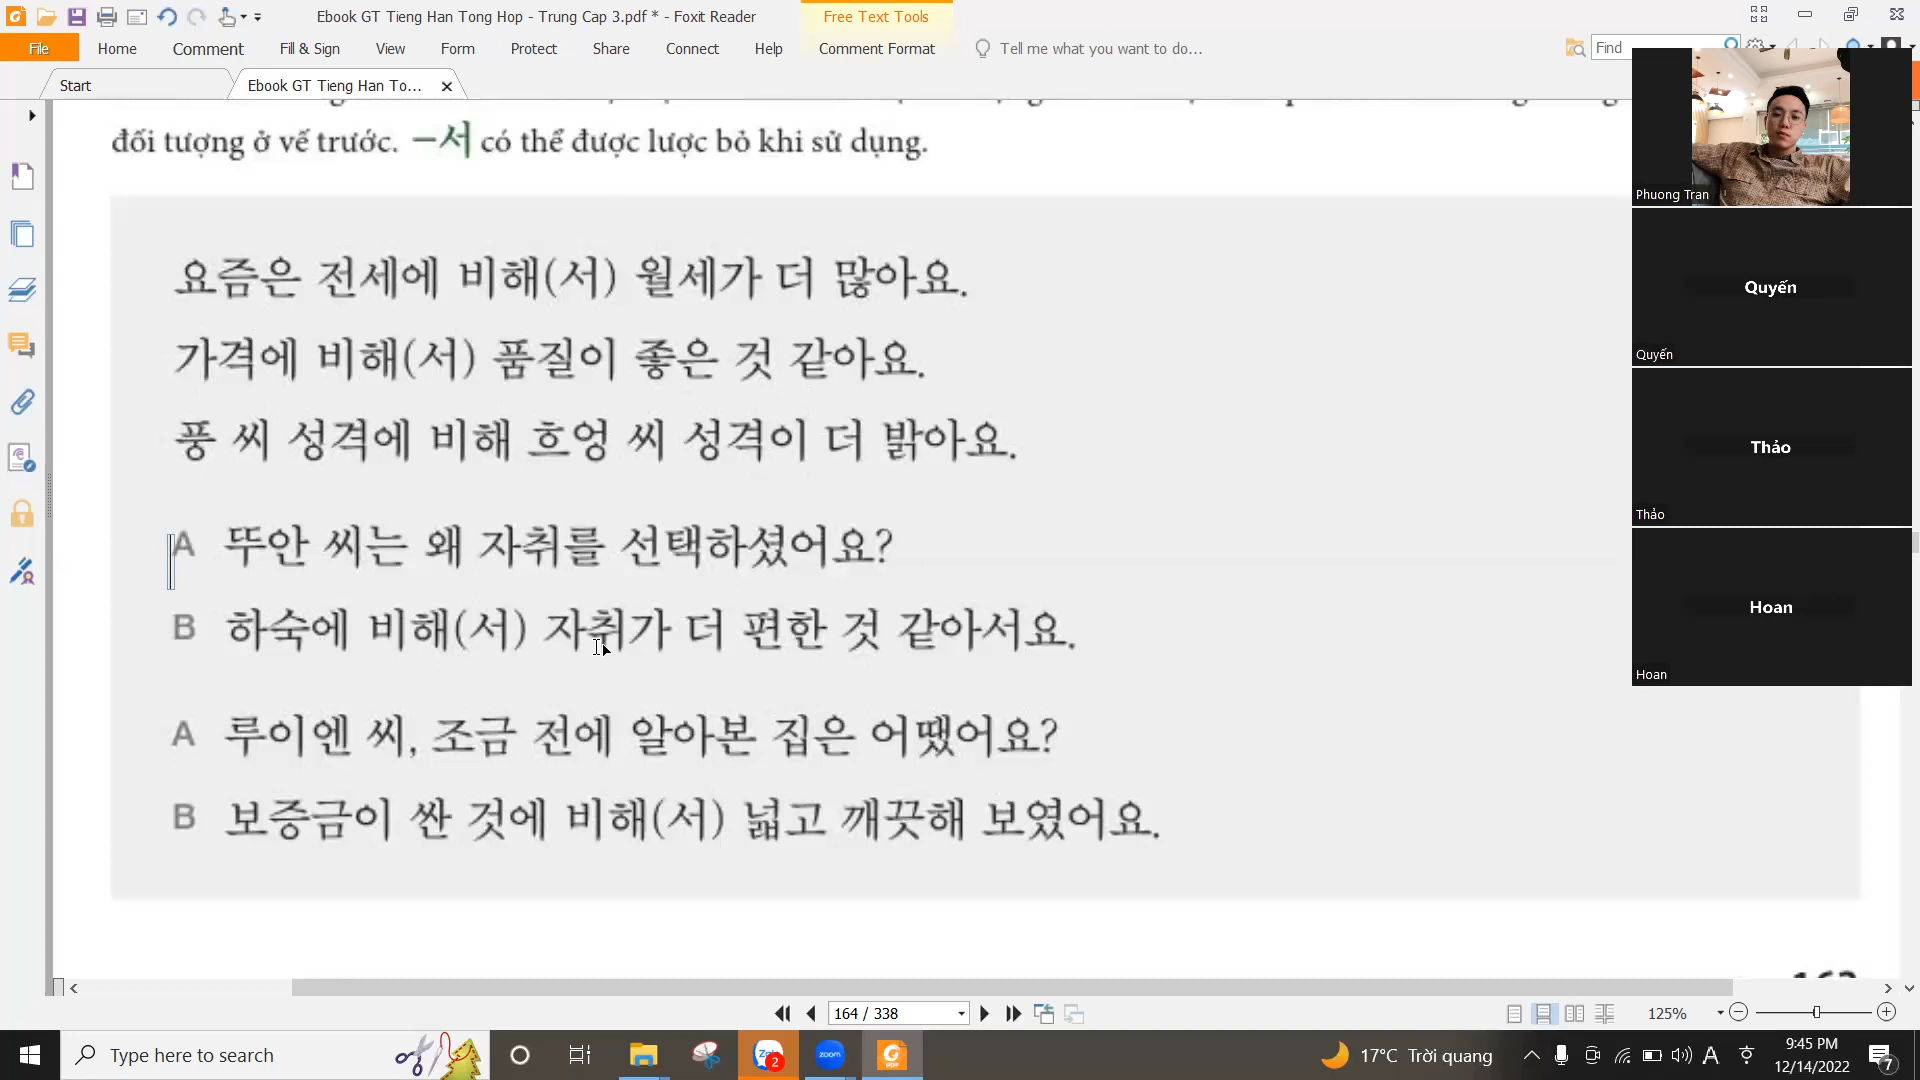 Ebook GT Tieng Han Tong Hop - Trung Cap 3.pdf * - Foxit Reader
Free Text Tools
File
Home
Comment
Fill & Sign
View
Form
Protect
Share
Connect
Help
Comment Format
Tell me what you want to do...
Find
Start
Ebook GT Tieng Han To...
đối tượng ở vế trước. –서 có thể được lược bỏ khi sử dụng.
요즘은 전세에 비해(서) 월세가 더 많아요.
가격에 비해(서) 품질이 좋은 것 같아요.
풍 씨 성격에 비해 흐엉 씨 성격이 더 밝아요.
A 뚜안 씨는 왜 자취를 선택하셨어요?
B 하숙에 비해(서) 자취가 더 편한 것 같아서요.
A 루이엔 씨, 조금 전에 알아본 집은 어땠어요?
B 보증금이 싼 것에 비해(서) 넓고 깨끗해 보였어요.
Phuong Tran
Quyến
Quyến
Thảo
Thảo
Hoan
Hoan
164 / 338
125%
Type here to search
Za
2
zoom
17°C Trời quang
A
9:45 PM
12/14/2022
7